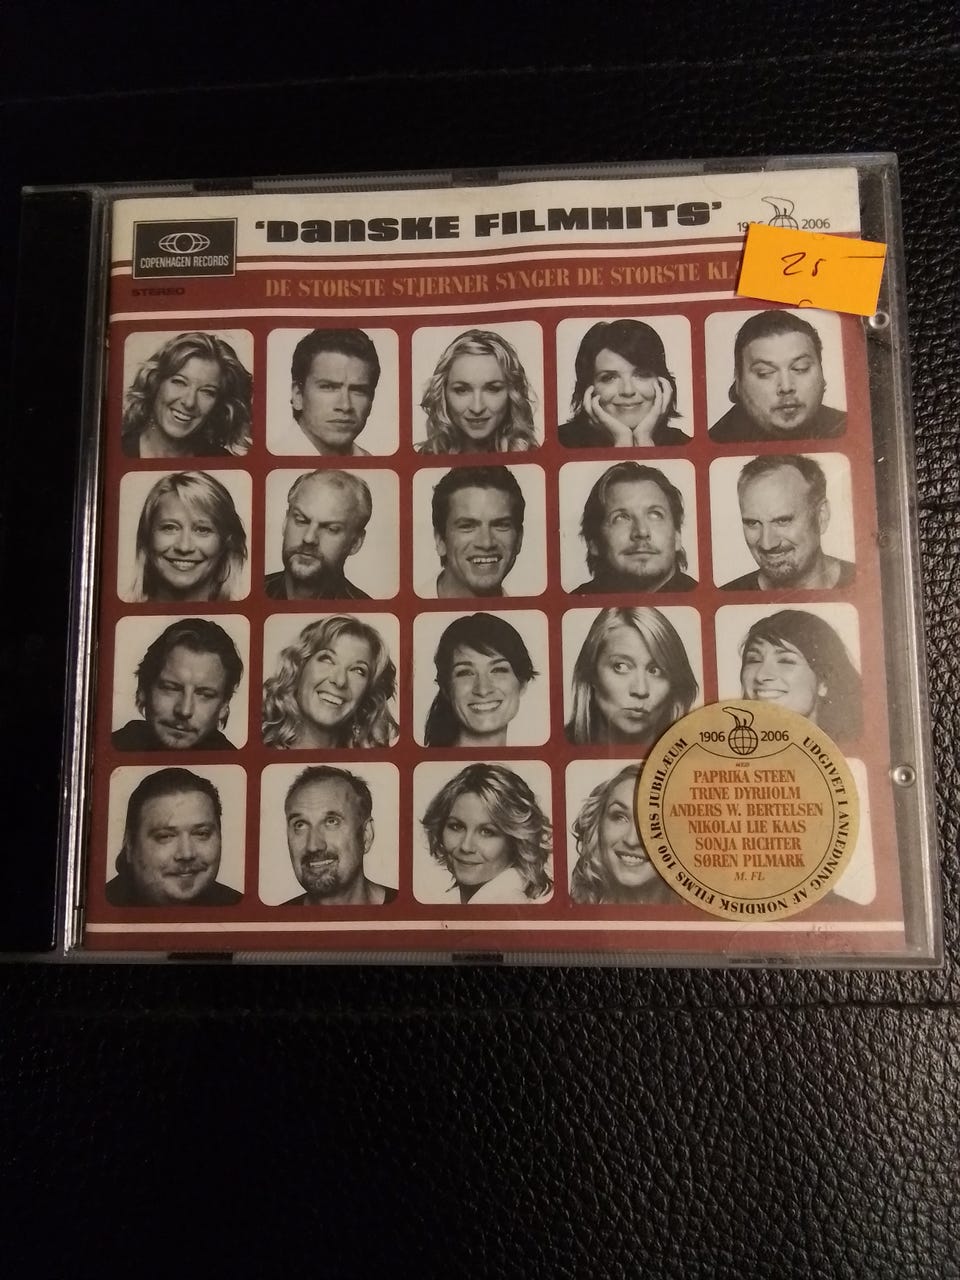 'DANSKE FILMHITS'
2006
COPENHAGEN RECORDS
STEREO
DE STØRSTE STJERNER SYNGER DE STØRSTE
25
1906 2006
UDGIVET I ANLEDNING AF NORDISK FILMS 100 ÅRS JUBILÆUM
MED
PAPRIKA STEEN
TRINE DYRHOLM
ANDERS W. BERTELSEN
NIKOLAI LIE KAAS
SONJA RICHTER
SØREN PILMARK
M. FL